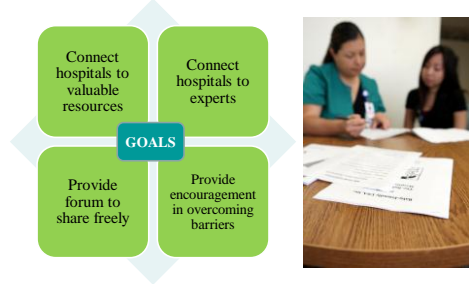 Connect
hospitals to
valuable
resources
Connect
hospitals to
experts
GOALS
Provide
forum to
share freely
Provide
encouragement
in overcoming
barriers